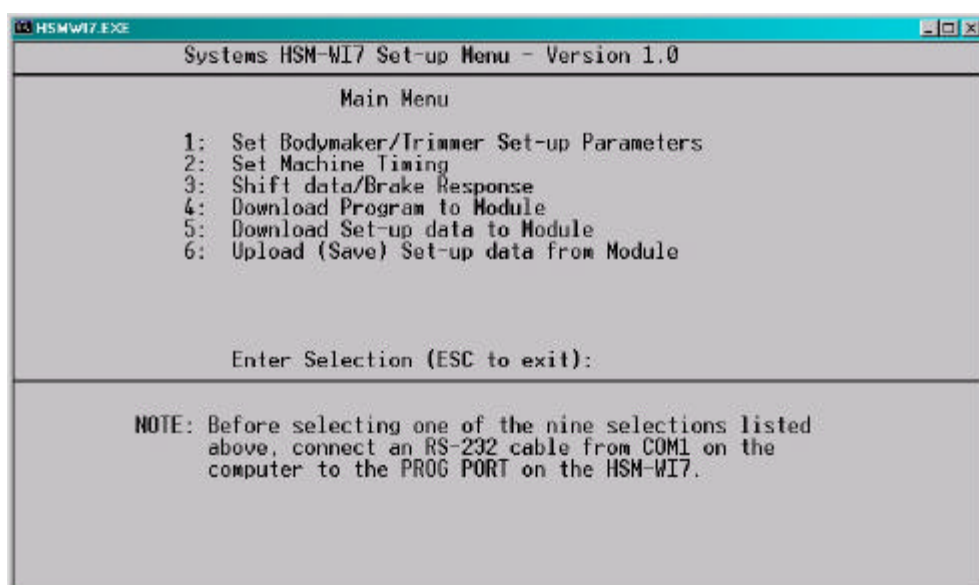 HSMWI7.EXE
Systems HSM-WI7 Set-up Menu - Version 1.0
Main Menu
1: Set Bodymaker/Trimmer Set-up Parameters
2: Set Machine Timing
3: Shift data/Brake Response
4: Download Program to Module
5: Download Set-up data to Module
6: Upload (Save) Set-up data from Module
Enter Selection (ESC to exit):
NOTE: Before selecting one of the nine selections listed
above, connect an RS-232 cable from COM1 on the
computer to the PROG PORT on the HSM-WI7.